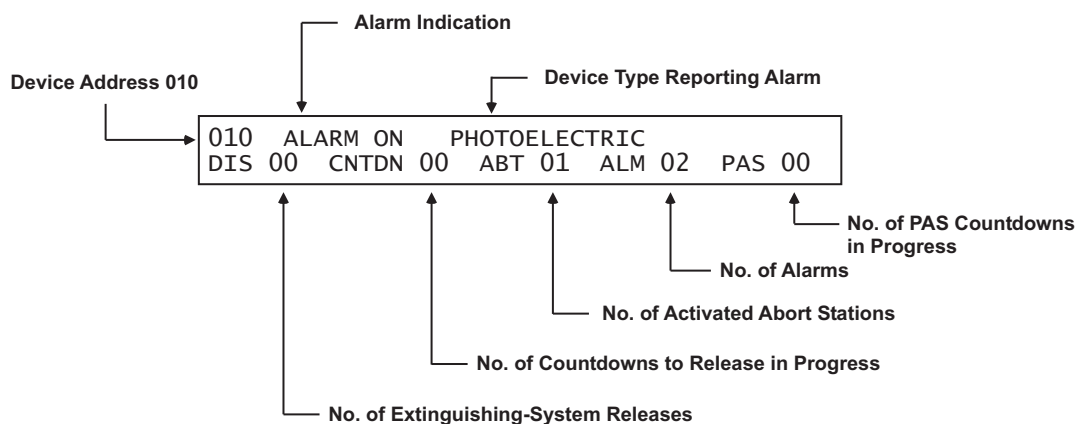 Alarm Indication
Device Type Reporting Alarm
Device Address 010
010 ALARM ON PHOTOELECTRIC
DIS 00 CNTDN 00 ABT 01 ALM 02 PAS 00
No. of PAS Countdowns
in Progress
No. of Alarms
No. of Activated Abort Stations
No. of Countdowns to Release in Progress
No. of Extinguishing-System Releases